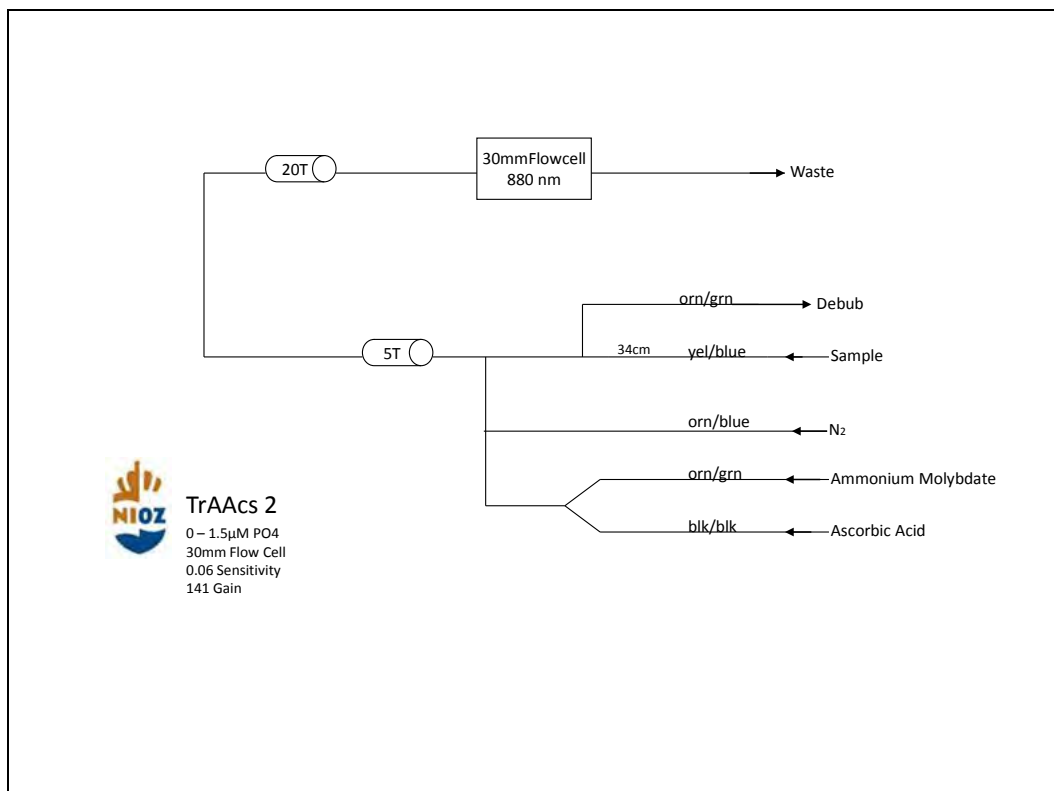 20T
30mmFlowcell
880 nm
Waste
orn/grn
Debub
5T
34cm
yel/blue
Sample
orn/blue
N₂
orn/grn
Ammonium Molybdate
blk/blk
Ascorbic Acid
NIOZ
TrAAcs 2
0 – 1.5µM PO4
30mm Flow Cell
0.06 Sensitivity
141 Gain